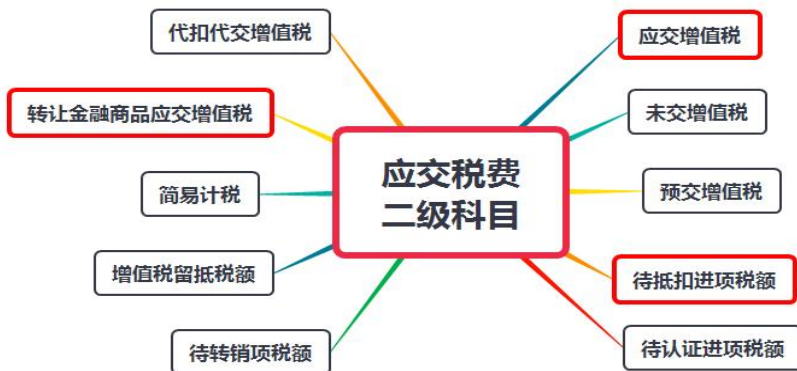 代扣代交增值税
应交增值税
转让金融商品应交增值税
未交增值税
应交税费
二级科目
简易计税
预交增值税
增值税留抵税额
待抵扣进项税额
待转销项税额
待认证进项税额